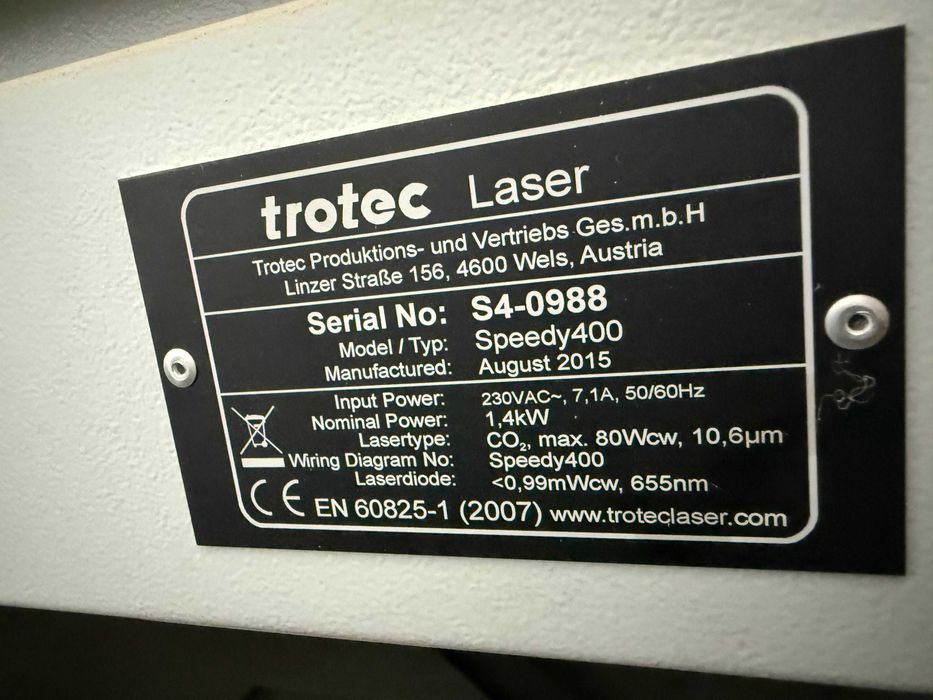 trotec Laser
Trotec Produktions- und Vertriebs Ges.m.b.H
Linzer Straße 156, 4600 Wels, Austria
Serial No: S4-0988
Model / Typ: Speedy400
Manufactured: August 2015
Input Power: 230VAC~, 7,1A, 50/60Hz
Nominal Power: 1,4kW
Lasertype: CO₂, max. 80Wcw, 10,6µm
Wiring Diagram No: Speedy400
Laserdiode: <0,99mWcw, 655nm
CE EN 60825-1 (2007) www.troteclaser.com